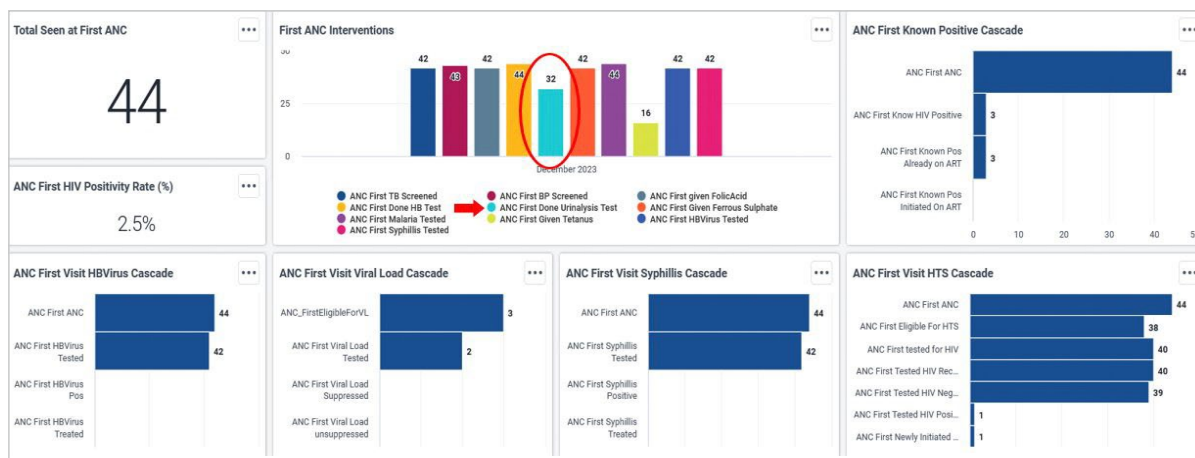 Total Seen at First ANC
44
First ANC Interventions
50
25
0
42
43
42
44
32
42
44
16
42
42
December 2023
ANC First TB Screened
ANC First BP Screened
ANC First given FolicAcid
ANC First Done HB Test
ANC First Done Urinalysis Test
ANC First Given Ferrous Sulphate
ANC First Malaria Tested
ANC First Given Tetanus
ANC First HBVirus Tested
ANC First Syphillis Tested
ANC First Known Positive Cascade
ANC First ANC
44
ANC First Know HIV Positive
3
ANC First Known Pos
Already on ART
3
ANC First Known Pos
Initiated On ART
0 10 20 30 40
ANC First HIV Positivity Rate (%)
2.5%
ANC First Visit HBVirus Cascade
ANC First ANC
44
ANC First HBVirus
Tested
42
ANC First HBVirus
Pos
ANC First HBVirus
Treated
ANC First Visit Viral Load Cascade
ANC_FirstEligibleForVL
3
ANC First Viral Load
Tested
2
ANC First Viral Load
Suppressed
ANC First Viral Load
unsuppressed
ANC First Visit Syphillis Cascade
ANC First ANC
44
ANC First Syphillis
Tested
42
ANC First Syphillis
Positive
ANC First Syphillis
Treated
ANC First Visit HTS Cascade
ANC First ANC
44
ANC First Eligible For HTS
38
ANC First tested for HIV
40
ANC First Tested HIV Rec...
40
ANC First Tested HIV Neg...
39
ANC First Tested HIV Posi...
1
ANC First Newly Initiated ...
1